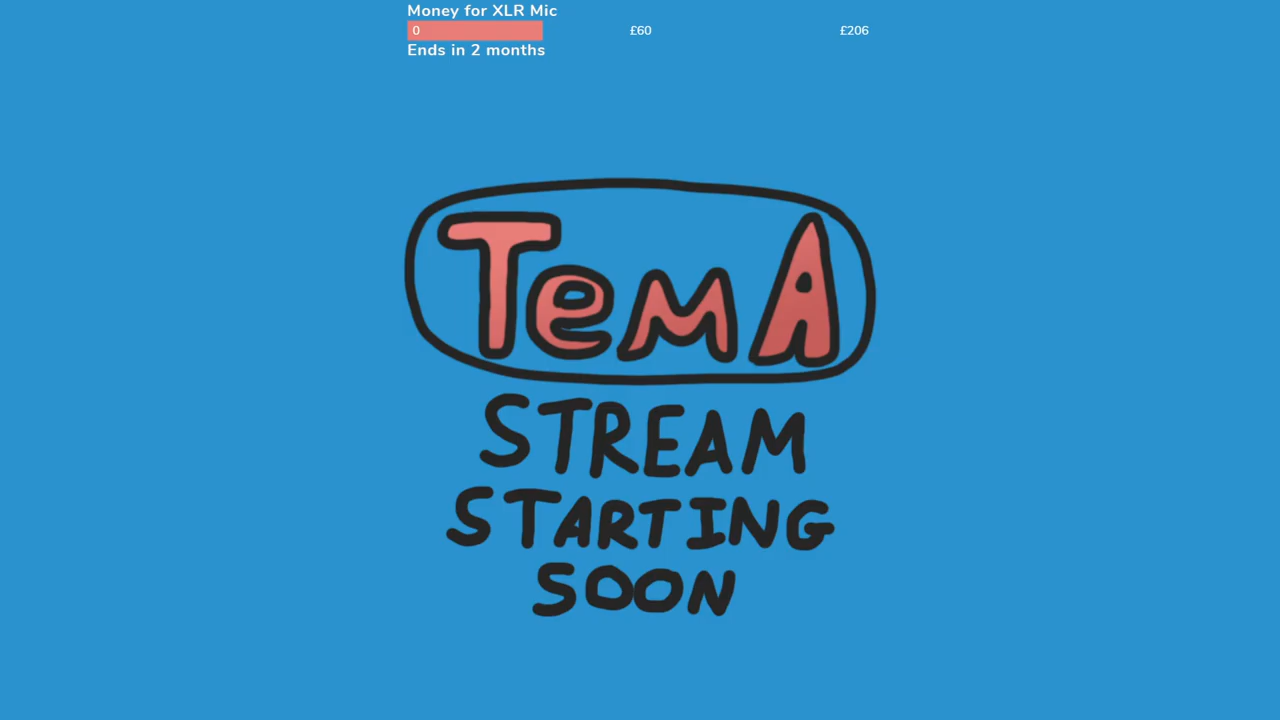 Money for XLR Mic
0 £60 £206
Ends in 2 months
TemA
STREAM
STARTING
SOON